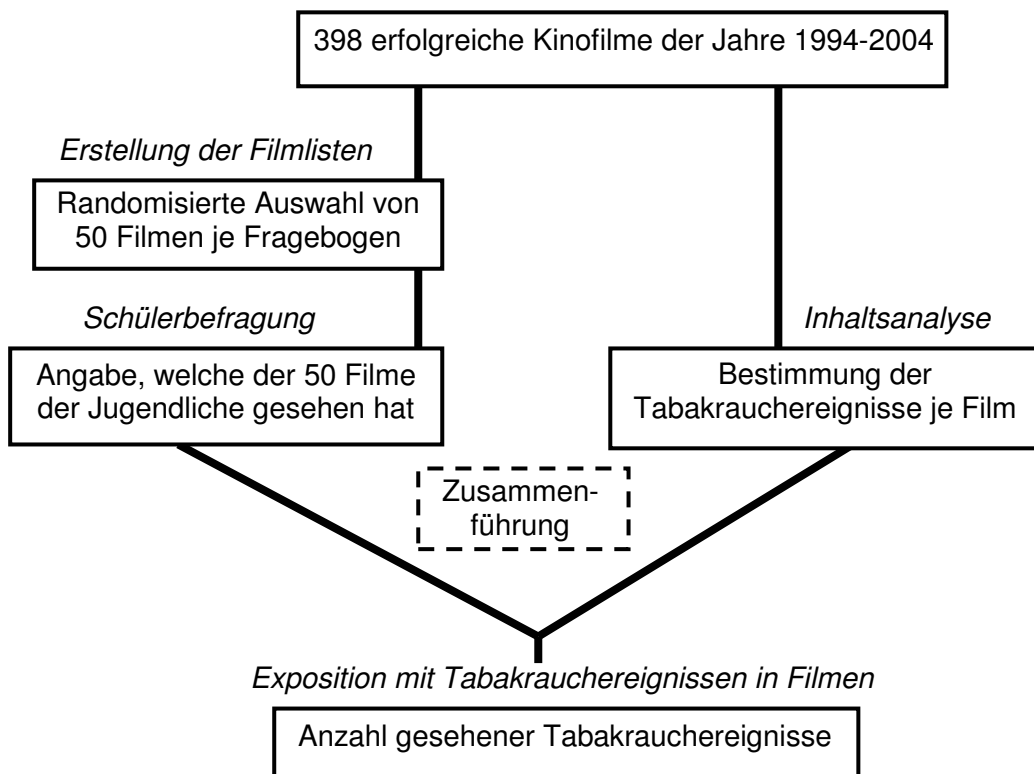 398 erfolgreiche Kinofilme der Jahre 1994-2004
Erstellung der Filmlisten
Randomisierte Auswahl von
50 Filmen je Fragebogen
Schülerbefragung
Angabe, welche der 50 Filme
der Jugendliche gesehen hat
Inhaltsanalyse
Bestimmung der
Tabakrauchereignisse je Film
Zusammen-
führung
Exposition mit Tabakrauchereignissen in Filmen
Anzahl gesehener Tabakrauchereignisse